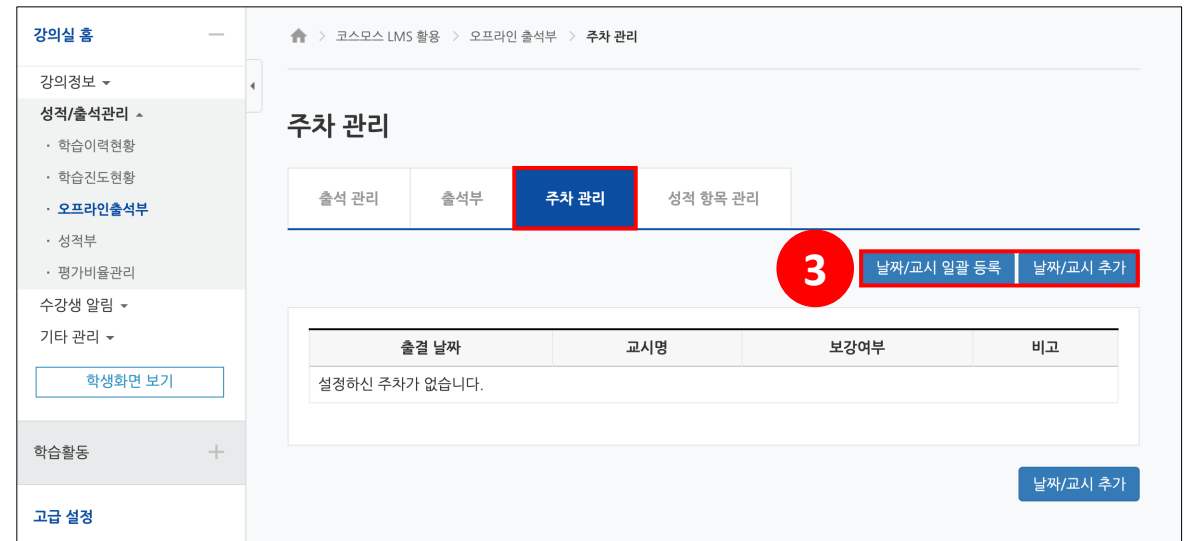 강의실 홈
강의정보
성적/출석관리
· 학습이력현황
· 학습진도현황
· 오프라인출석부
· 성적부
· 평가비율관리
수강생 알림
기타 관리
학생화면 보기
학습활동
고급 설정
코스모스 LMS 활용 > 오프라인 출석부 > 주차 관리
주차 관리
출석 관리 출석부 주차 관리 성적 항목 관리
3 날짜/교시 일괄 등록 날짜/교시 추가
출결 날짜 교시명 보강여부 비고
설정하신 주차가 없습니다.
날짜/교시 추가